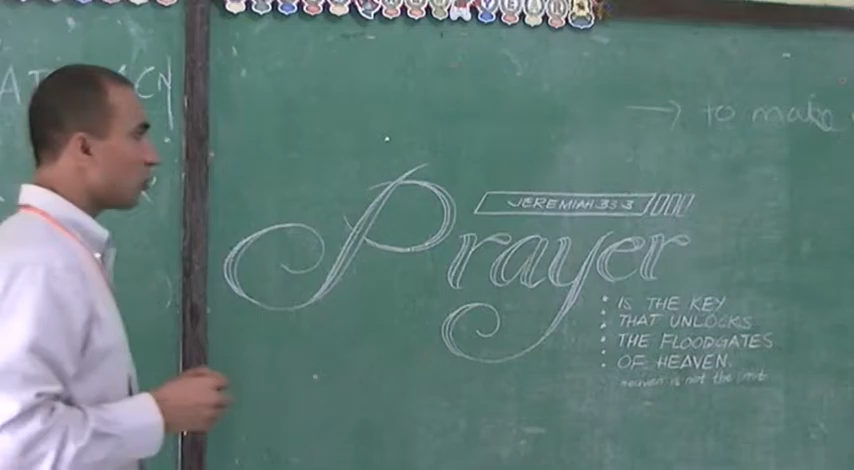 → to make
JEREMIAH 33:3
Prayer
• IS THE KEY
• THAT UNLOCKS
• THE FLOODGATES
• OF HEAVEN.
heaven is not the limit